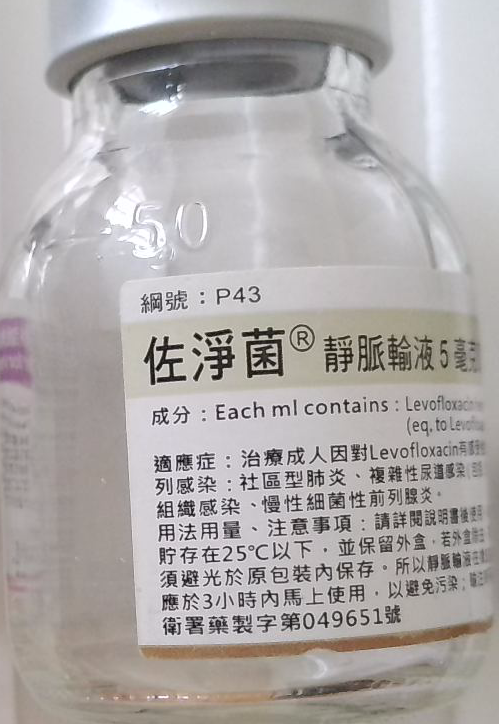 50
綱號：P43
佐淨菌® 靜脈輸液 5 毫克
成分：Each ml contains : Levofloxacin
(eq. to Levoflo
適應症：治療成人因對Levofloxacin有感
列感染：社區型肺炎、複雜性尿道感染
組織感染、慢性細菌性前列腺炎。
用法用量、注意事項：請詳閱說明書後使用
貯存在25℃以下，並保留外盒，若外盒
須避光於原包裝內保存。所以靜脈輸液
應於3小時內馬上使用，以避免污染；
衛署藥製字第049651號